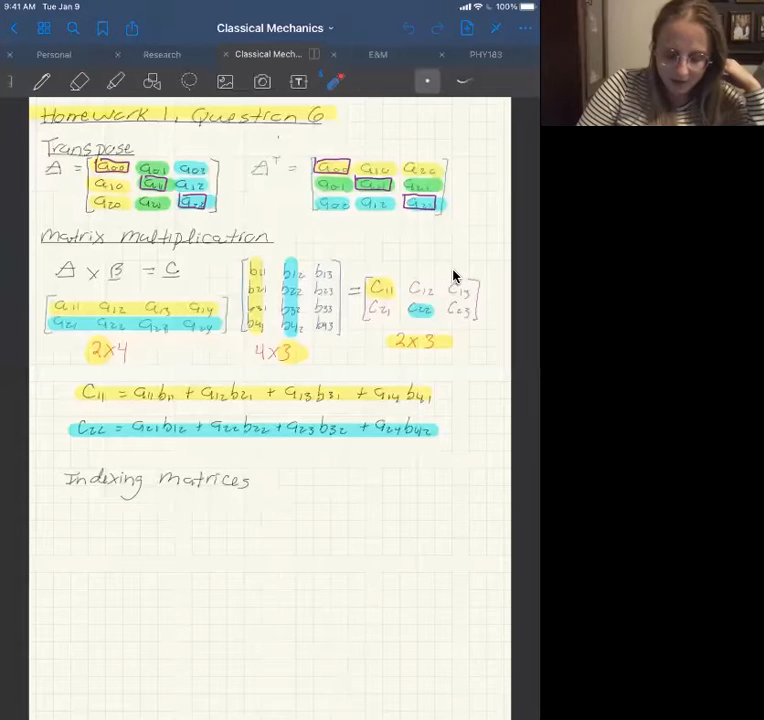 9:41 AM Tue Jan 9
100%
Classical Mechanics
Personal
Research
Classical Mech...
E&M
PHY183
Homework 1, Question 6
Transpose
A = [a00 a01 a02
a10 a11 a12
a20 a21 a22]
A^T = [a00 a10 a20
a01 a11 a21
a02 a12 a22]
Matrix multiplication
A × B = C
[a11 a12 a13 a14
a21 a22 a23 a24]
[b11 b12 b13
b21 b22 b23
b31 b32 b33
b41 b42 b43]
= [C11 C12 C13
C21 C22 C23]
2×4
4×3
2×3
C11 = a11b11 + a12b21 + a13b31 + a14b41
C22 = a21b12 + a22b22 + a23b32 + a24b42
Indexing matrices